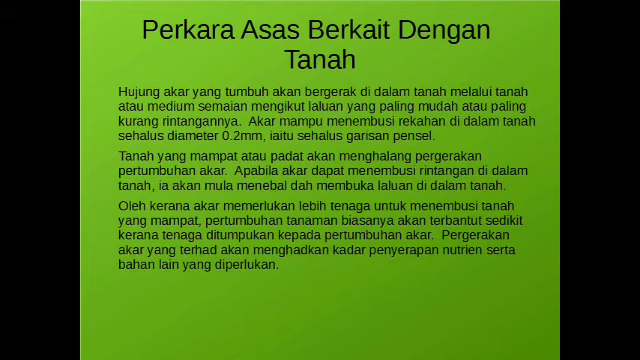 Perkara Asas Berkait Dengan
Tanah
Hujung akar yang tumbuh akan bergerak di dalam tanah melalui tanah
atau medium semaian mengikut laluan yang paling mudah atau paling
kurang rintangannya.  Akar mampu menembusi rekahan di dalam tanah
sehalus diameter 0.2mm, iaitu sehalus garisan pensel.
Tanah yang mampat atau padat akan menghalang pergerakan
pertumbuhan akar.  Apabila akar dapat menembusi rintangan di dalam
tanah, ia akan mula menebal dah membuka laluan di dalam tanah.
Oleh kerana akar memerlukan lebih tenaga untuk menembusi tanah
yang mampat, pertumbuhan tanaman biasanya akan terbantut sedikit
kerana tenaga ditumpukan kepada pertumbuhan akar.  Pergerakan
akar yang terhad akan menghadkan kadar penyerapan nutrien serta
bahan lain yang diperlukan.